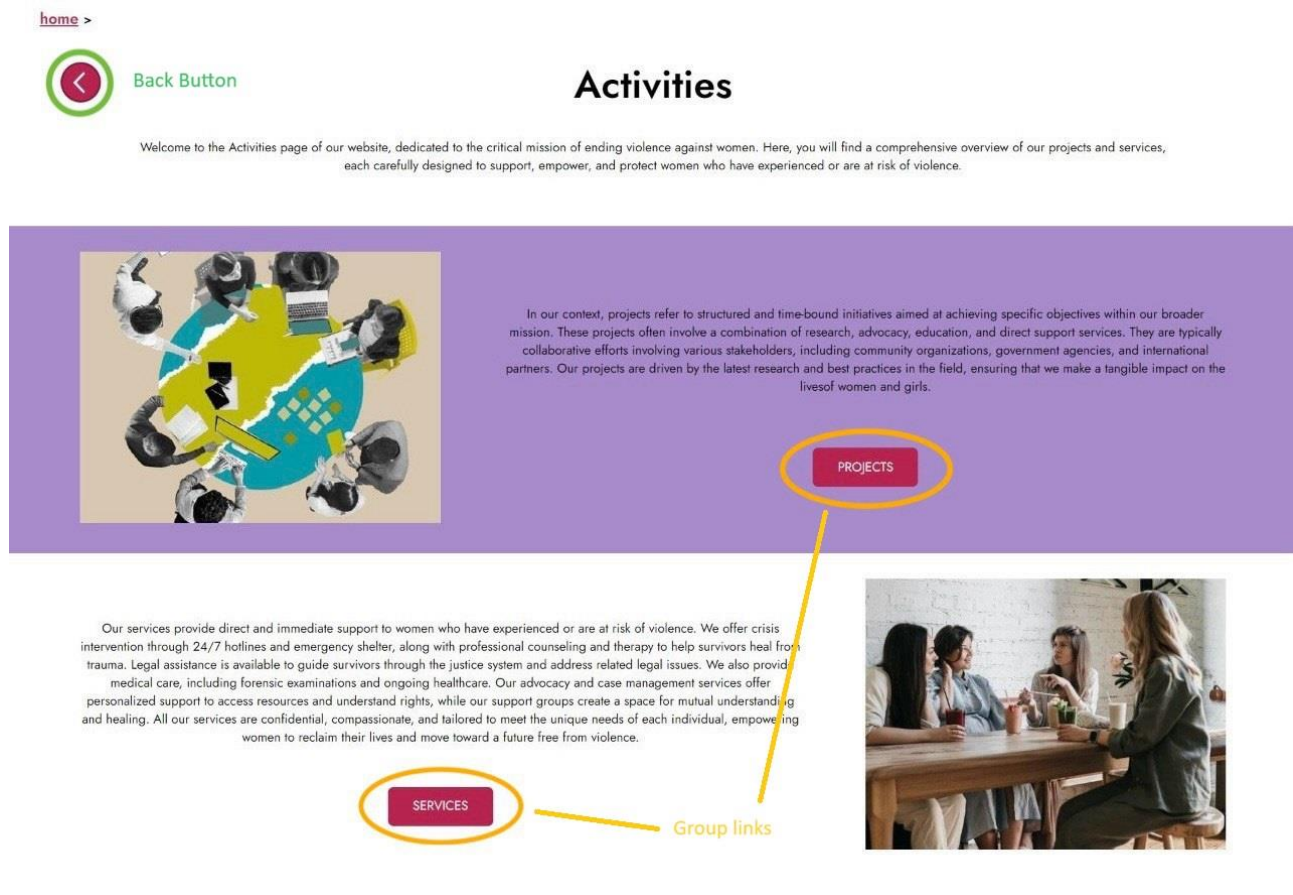 home >
Back Button
Activities
Welcome to the Activities page of our website, dedicated to the critical mission of ending violence against women. Here, you will find a comprehensive overview of our projects and services,
each carefully designed to support, empower, and protect women who have experienced or are at risk of violence.
In our context, projects refer to structured and time-bound initiatives aimed at achieving specific objectives within our broader
mission. These projects often involve a combination of research, advocacy, education, and direct support services. They are typically
collaborative efforts involving various stakeholders, including community organizations, government agencies, and international
partners. Our projects are driven by the latest research and best practices in the field, ensuring that we make a tangible impact on the
livesof women and girls.
PROJECTS
Our services provide direct and immediate support to women who have experienced or are at risk of violence. We offer crisis
intervention through 24/7 hotlines and emergency shelter, along with professional counseling and therapy to help survivors heal from
trauma. Legal assistance is available to guide survivors through the justice system and address related legal issues. We also provide
medical care, including forensic examinations and ongoing healthcare. Our advocacy and case management services offer
personalized support to access resources and understand rights, while our support groups create a space for mutual understanding
and healing. All our services are confidential, compassionate, and tailored to meet the unique needs of each individual, empowering
women to reclaim their lives and move toward a future free from violence.
SERVICES
Group links